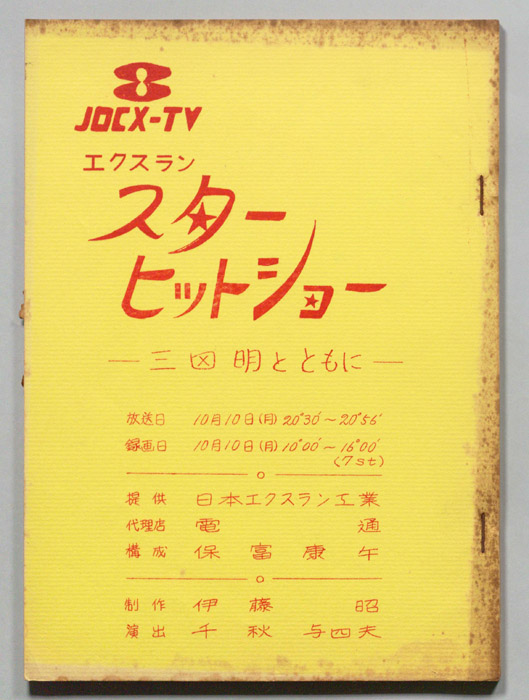 8
JOCX-TV
エクスラン
スター
ヒットショー
―三田明とともに―
放送日 10月10日(月) 20°30′～20°56′
録画日 10月10日(月) 10°00′～16°00′
(7st)
提供 日本エクスラン工業
代理店 電通
構成 保富康午
制作 伊藤昭
演出 千秋与四夫